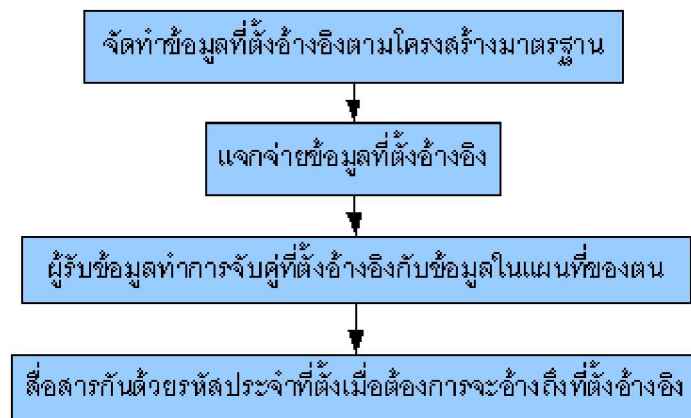 จัดทำข้อมูลที่ตั้งอ้างอิงตามโครงสร้างมาตรฐาน
แจกจ่ายข้อมูลที่ตั้งอ้างอิง
ผู้รับข้อมูลทำการจับคู่ที่ตั้งอ้างอิงกับข้อมูลในแผนที่ของตน
สื่อสารกันด้วยรหัสประจำที่ตั้งเมื่อต้องการจะอ้างถึงที่ตั้งอ้างอิง